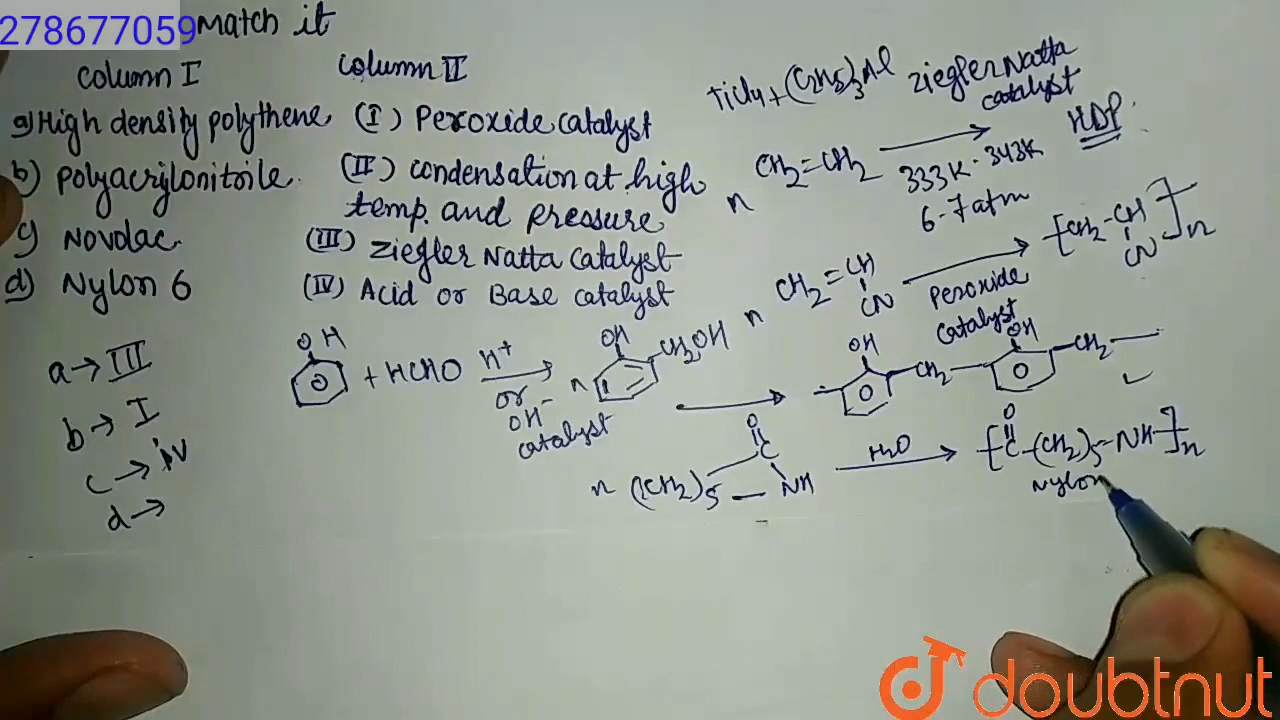 278677059
Match it
Column I
Column II
a) High density polythene
(I) Peroxide catalyst
b) Polyacrylonitoile
(II) condensation at high
temp. and pressure
c) Novolac
(III) ziegler Natta catalyst
d) Nylon 6
(IV) Acid or Base catalyst
TiCl4 + (C2H5)3Al ziegler Natta
catalyst
n CH2=CH2
333K-343K
6-7 atm
HDP
n CH2=CH
CN
Peroxide
catalyst
[CH2-CH]n
CN
a→III
b→I
c→iv
d→
OH
+ HCHO
H+
or
OH-
catalyst
n
OH
CH2OH
OH
CH2
OH
CH2
n (CH2)5 — NH
O
C
H2O
O
[C-(CH2)5-NH]n
Nylon
doubtnut